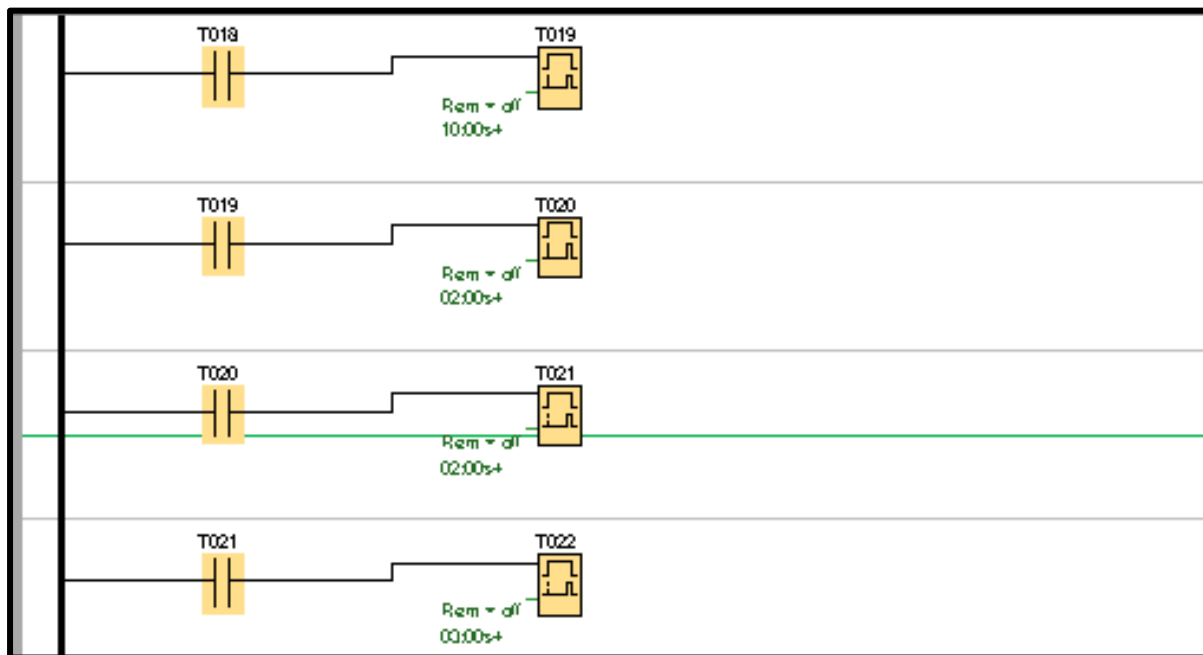 T018
T019
Rem = off
10:00s+
T019
T020
Rem = off
02:00s+
T020
T021
Rem = off
02:00s+
T021
T022
Rem = off
03:00s+